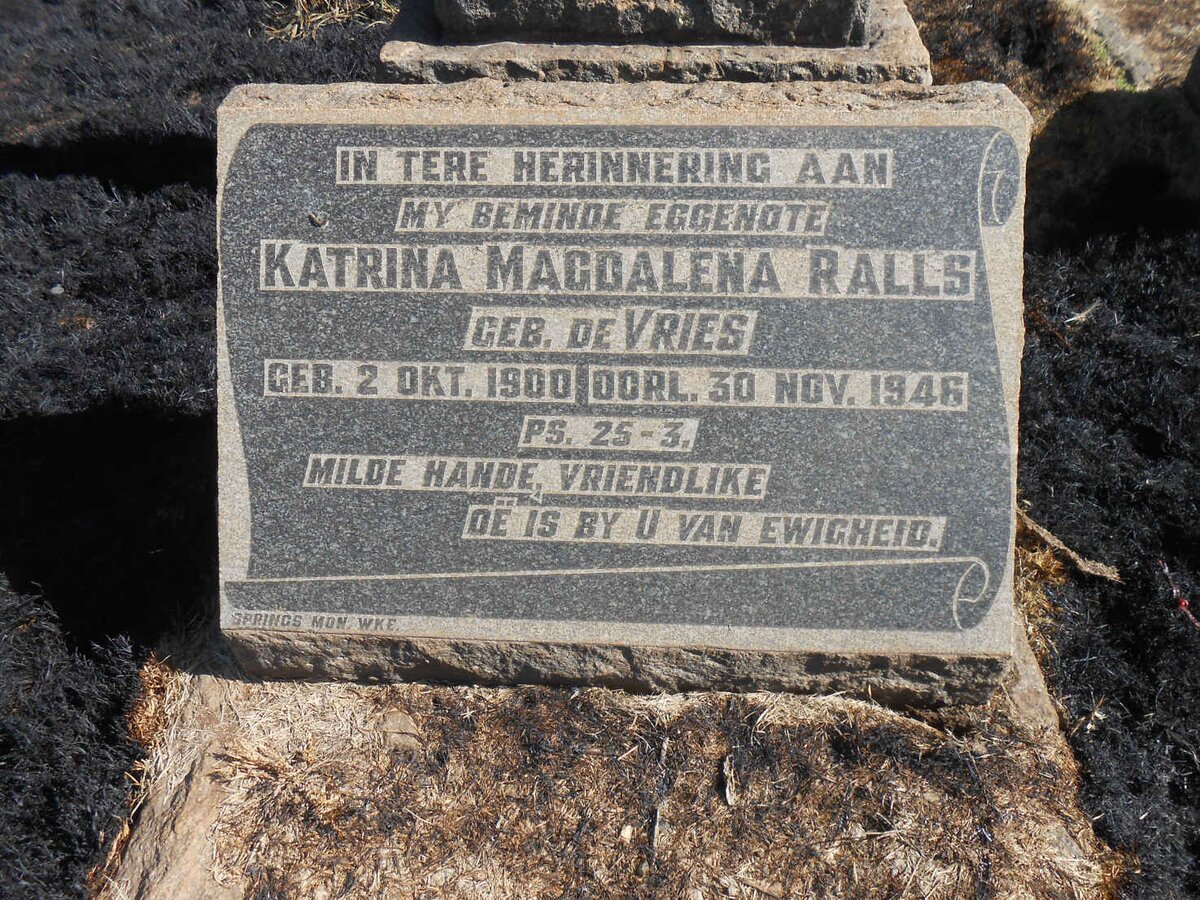 IN TERE HERINNERING AAN
MY BEMINDE EGGENOTE
KATRINA MAGDALENA RALLS
GEB. DE VRIES
GEB. 2 OKT. 1900 OORL. 30 NOV. 1946
PS. 25-3.
MILDE HANDE, VRIENDLIKE
OË IS BY U VAN EWIGHEID.
SPRINGS MON. WKE